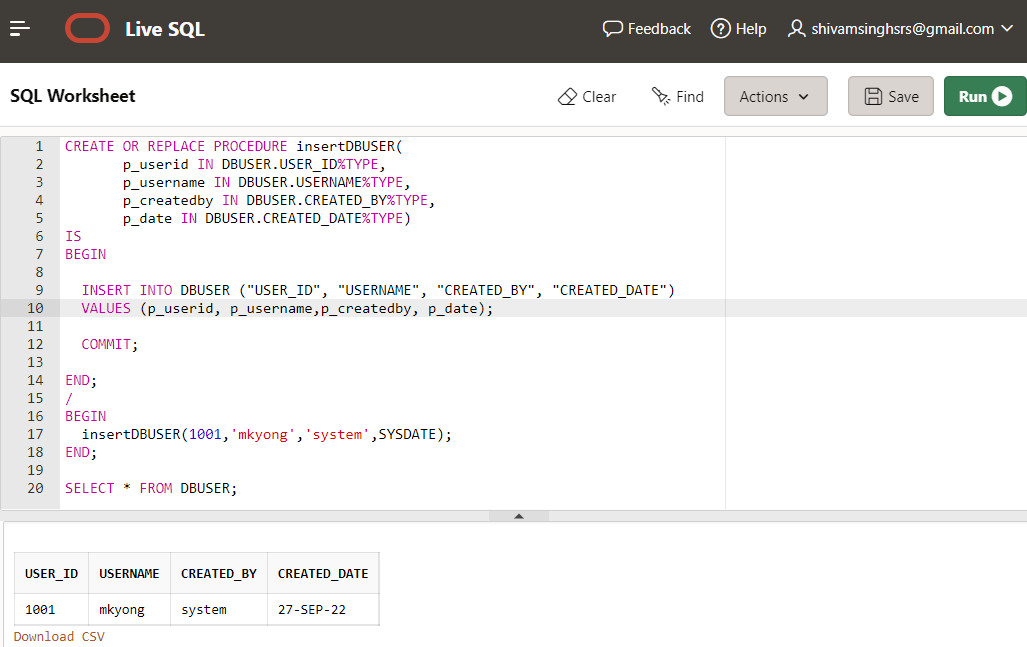 Live SQL Feedback Help shivamsinghsrs@gmail.com
SQL Worksheet Clear Find Actions Save Run
1 CREATE OR REPLACE PROCEDURE insertDBUSER(
2 p_userid IN DBUSER.USER_ID%TYPE,
3 p_username IN DBUSER.USERNAME%TYPE,
4 p_createdby IN DBUSER.CREATED_BY%TYPE,
5 p_date IN DBUSER.CREATED_DATE%TYPE)
6 IS
7 BEGIN
8
9 INSERT INTO DBUSER ("USER_ID", "USERNAME", "CREATED_BY", "CREATED_DATE")
10 VALUES (p_userid, p_username,p_createdby, p_date);
11
12 COMMIT;
13
14 END;
15 /
16 BEGIN
17 insertDBUSER(1001,'mkyong','system',SYSDATE);
18 END;
19
20 SELECT * FROM DBUSER;
USER_ID USERNAME CREATED_BY CREATED_DATE
1001 mkyong system 27-SEP-22
Download CSV